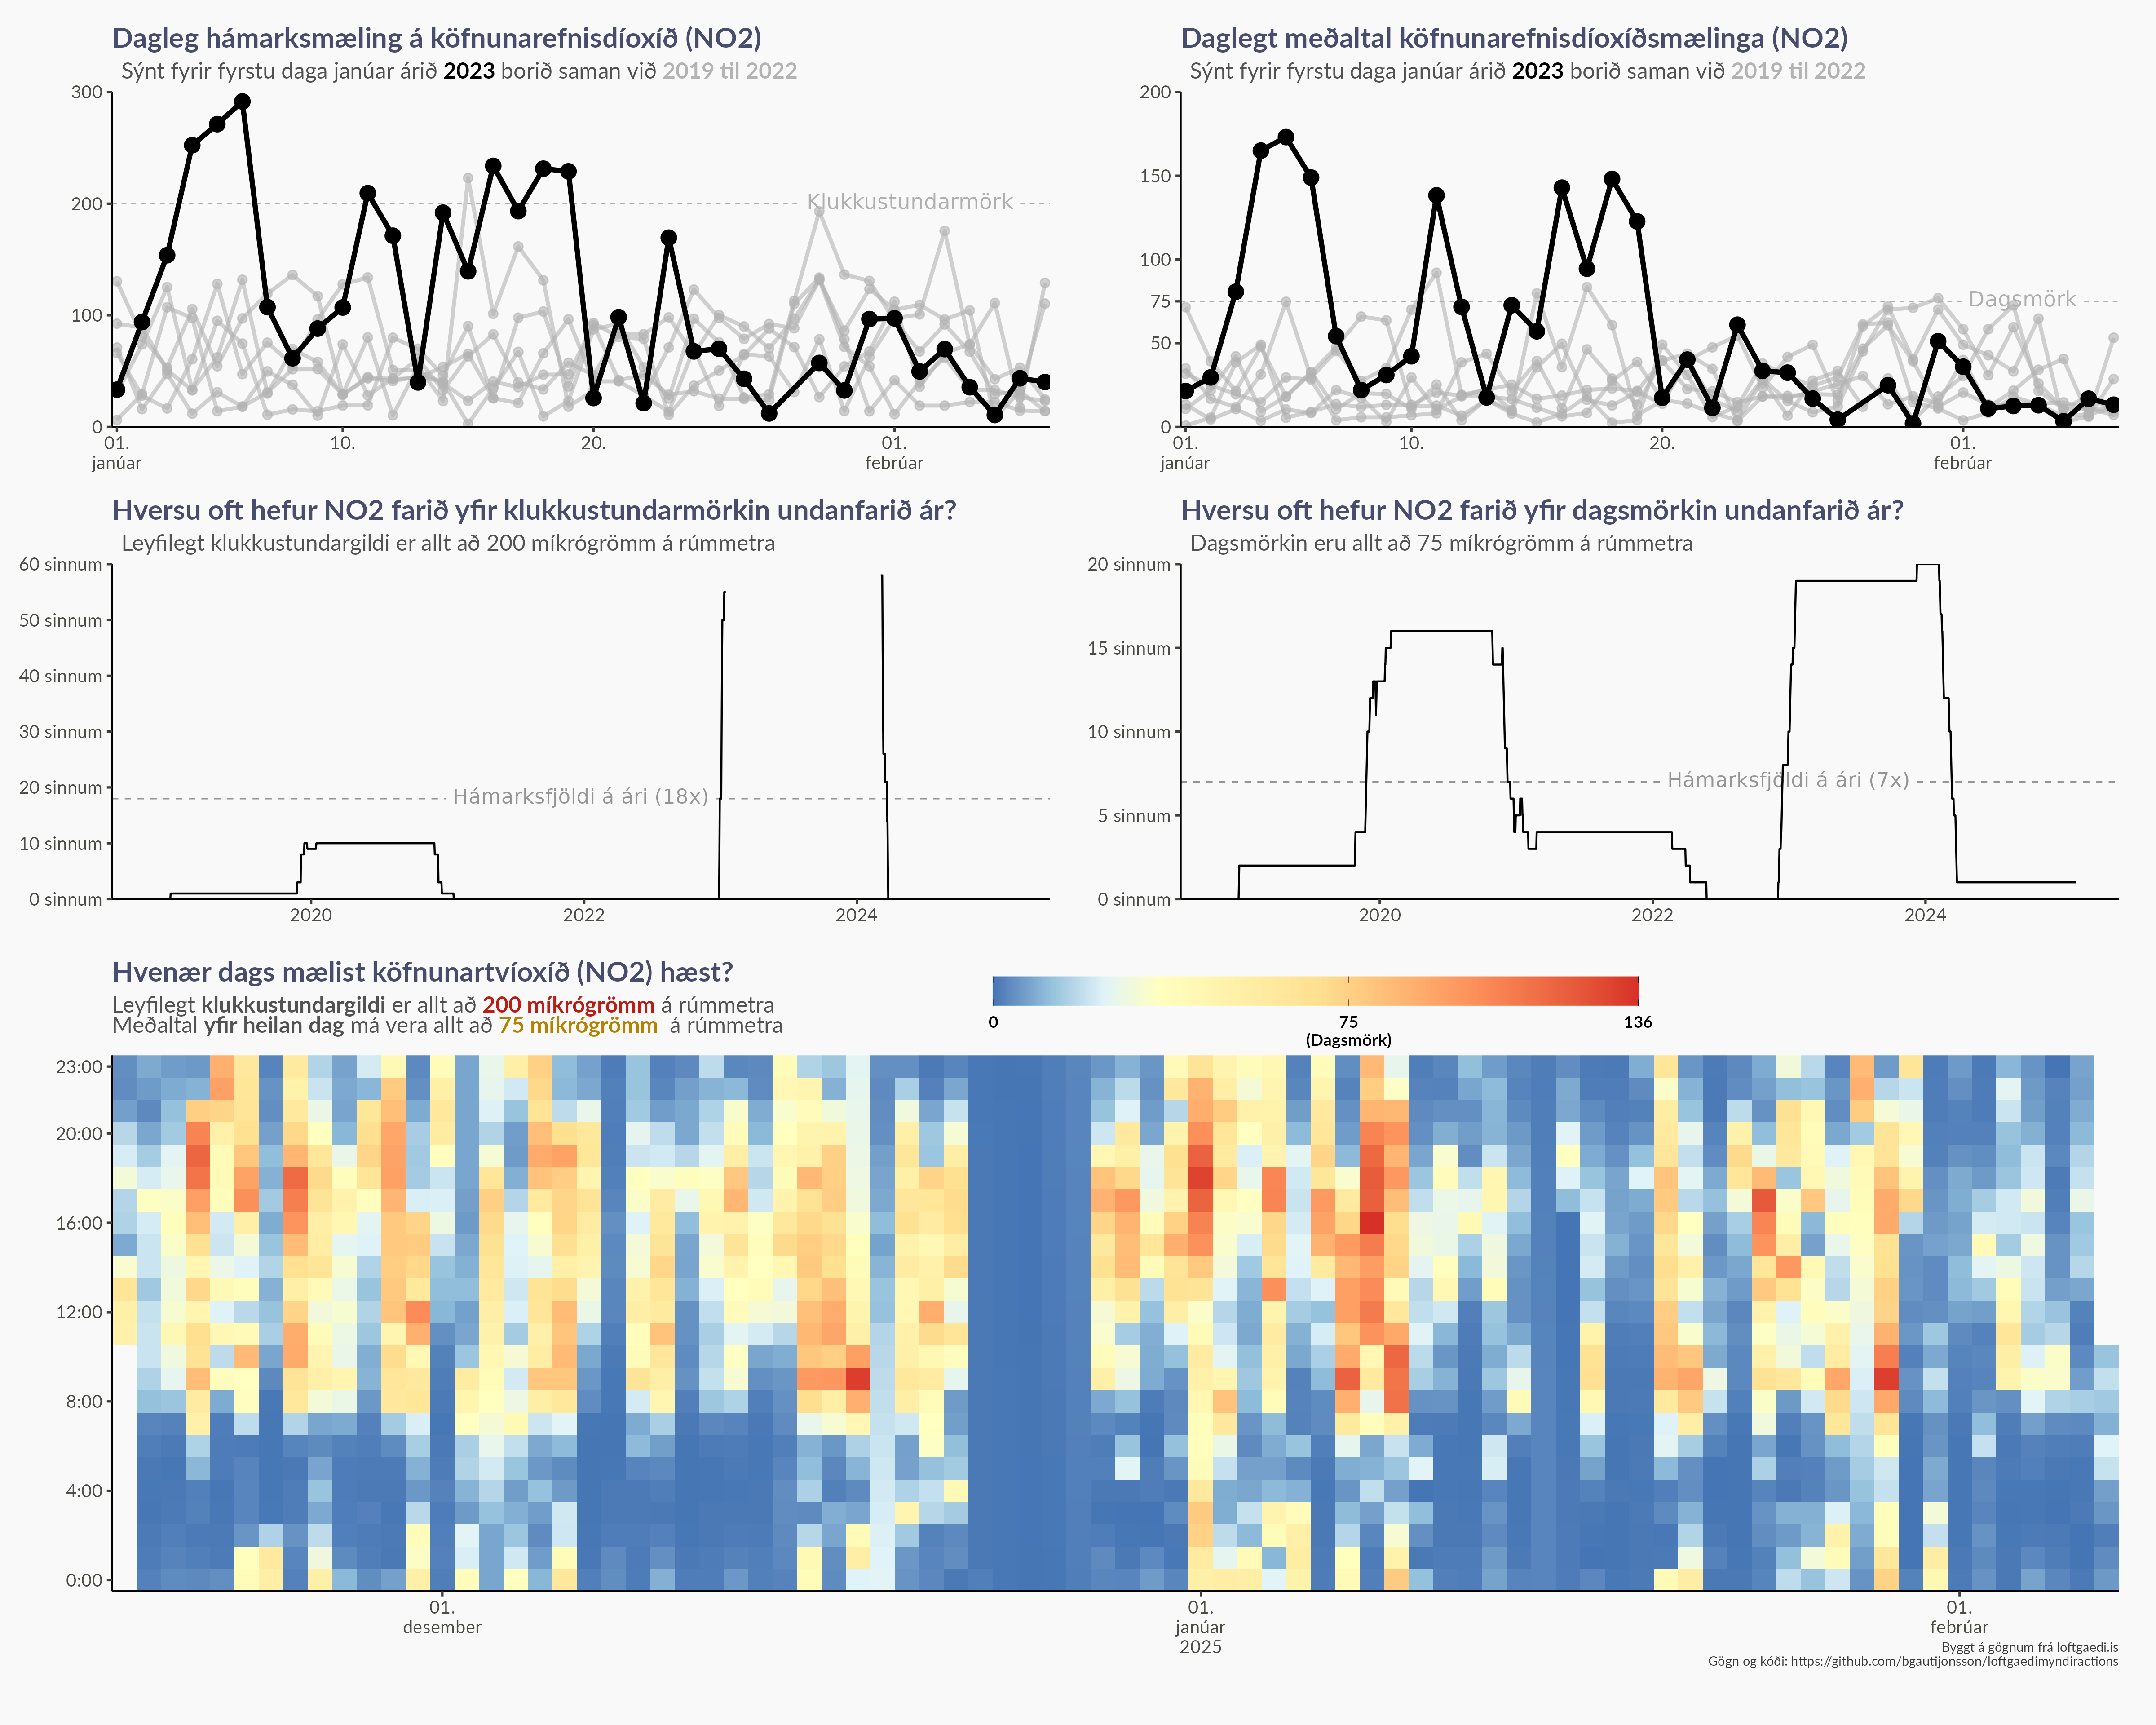 Dagleg hámarksmæling á köfnunarefnisdíoxíð (NO2)
Sýnt fyrir fyrstu daga janúar árið 2023 borið saman við 2019 til 2022
300
200
100
0
Klukkustundarmörk
01.
janúar
10.
20.
01.
febrúar
Daglegt meðaltal köfnunarefnisdíoxíðsmælinga (NO2)
Sýnt fyrir fyrstu daga janúar árið 2023 borið saman við 2019 til 2022
200
150
100
75
50
0
Dagsmörk
01.
janúar
10.
20.
01.
febrúar
Hversu oft hefur NO2 farið yfir klukkustundarmörkin undanfarið ár?
Leyfilegt klukkustundargildi er allt að 200 míkrógrömm á rúmmetra
60 sinnum
50 sinnum
40 sinnum
30 sinnum
20 sinnum
10 sinnum
0 sinnum
Hámarksfjöldi á ári (18x)
2020
2022
2024
Hversu oft hefur NO2 farið yfir dagsmörkin undanfarið ár?
Dagsmörkin eru allt að 75 míkrógrömm á rúmmetra
20 sinnum
15 sinnum
10 sinnum
5 sinnum
0 sinnum
Hámarksfjöldi á ári (7x)
2020
2022
2024
Hvenær dags mælist köfnunartvíoxíð (NO2) hæst?
Leyfilegt klukkustundargildi er allt að 200 míkrógrömm á rúmmetra
Meðaltal yfir heilan dag má vera allt að 75 míkrógrömm á rúmmetra
0
75
(Dagsmörk)
136
23:00
20:00
16:00
12:00
8:00
4:00
0:00
01.
desember
01.
janúar
2025
01.
febrúar
Byggt á gögnum frá loftgaedi.is
Gögn og kóði: https://github.com/bgautijonsson/loftgaedimyndiractions